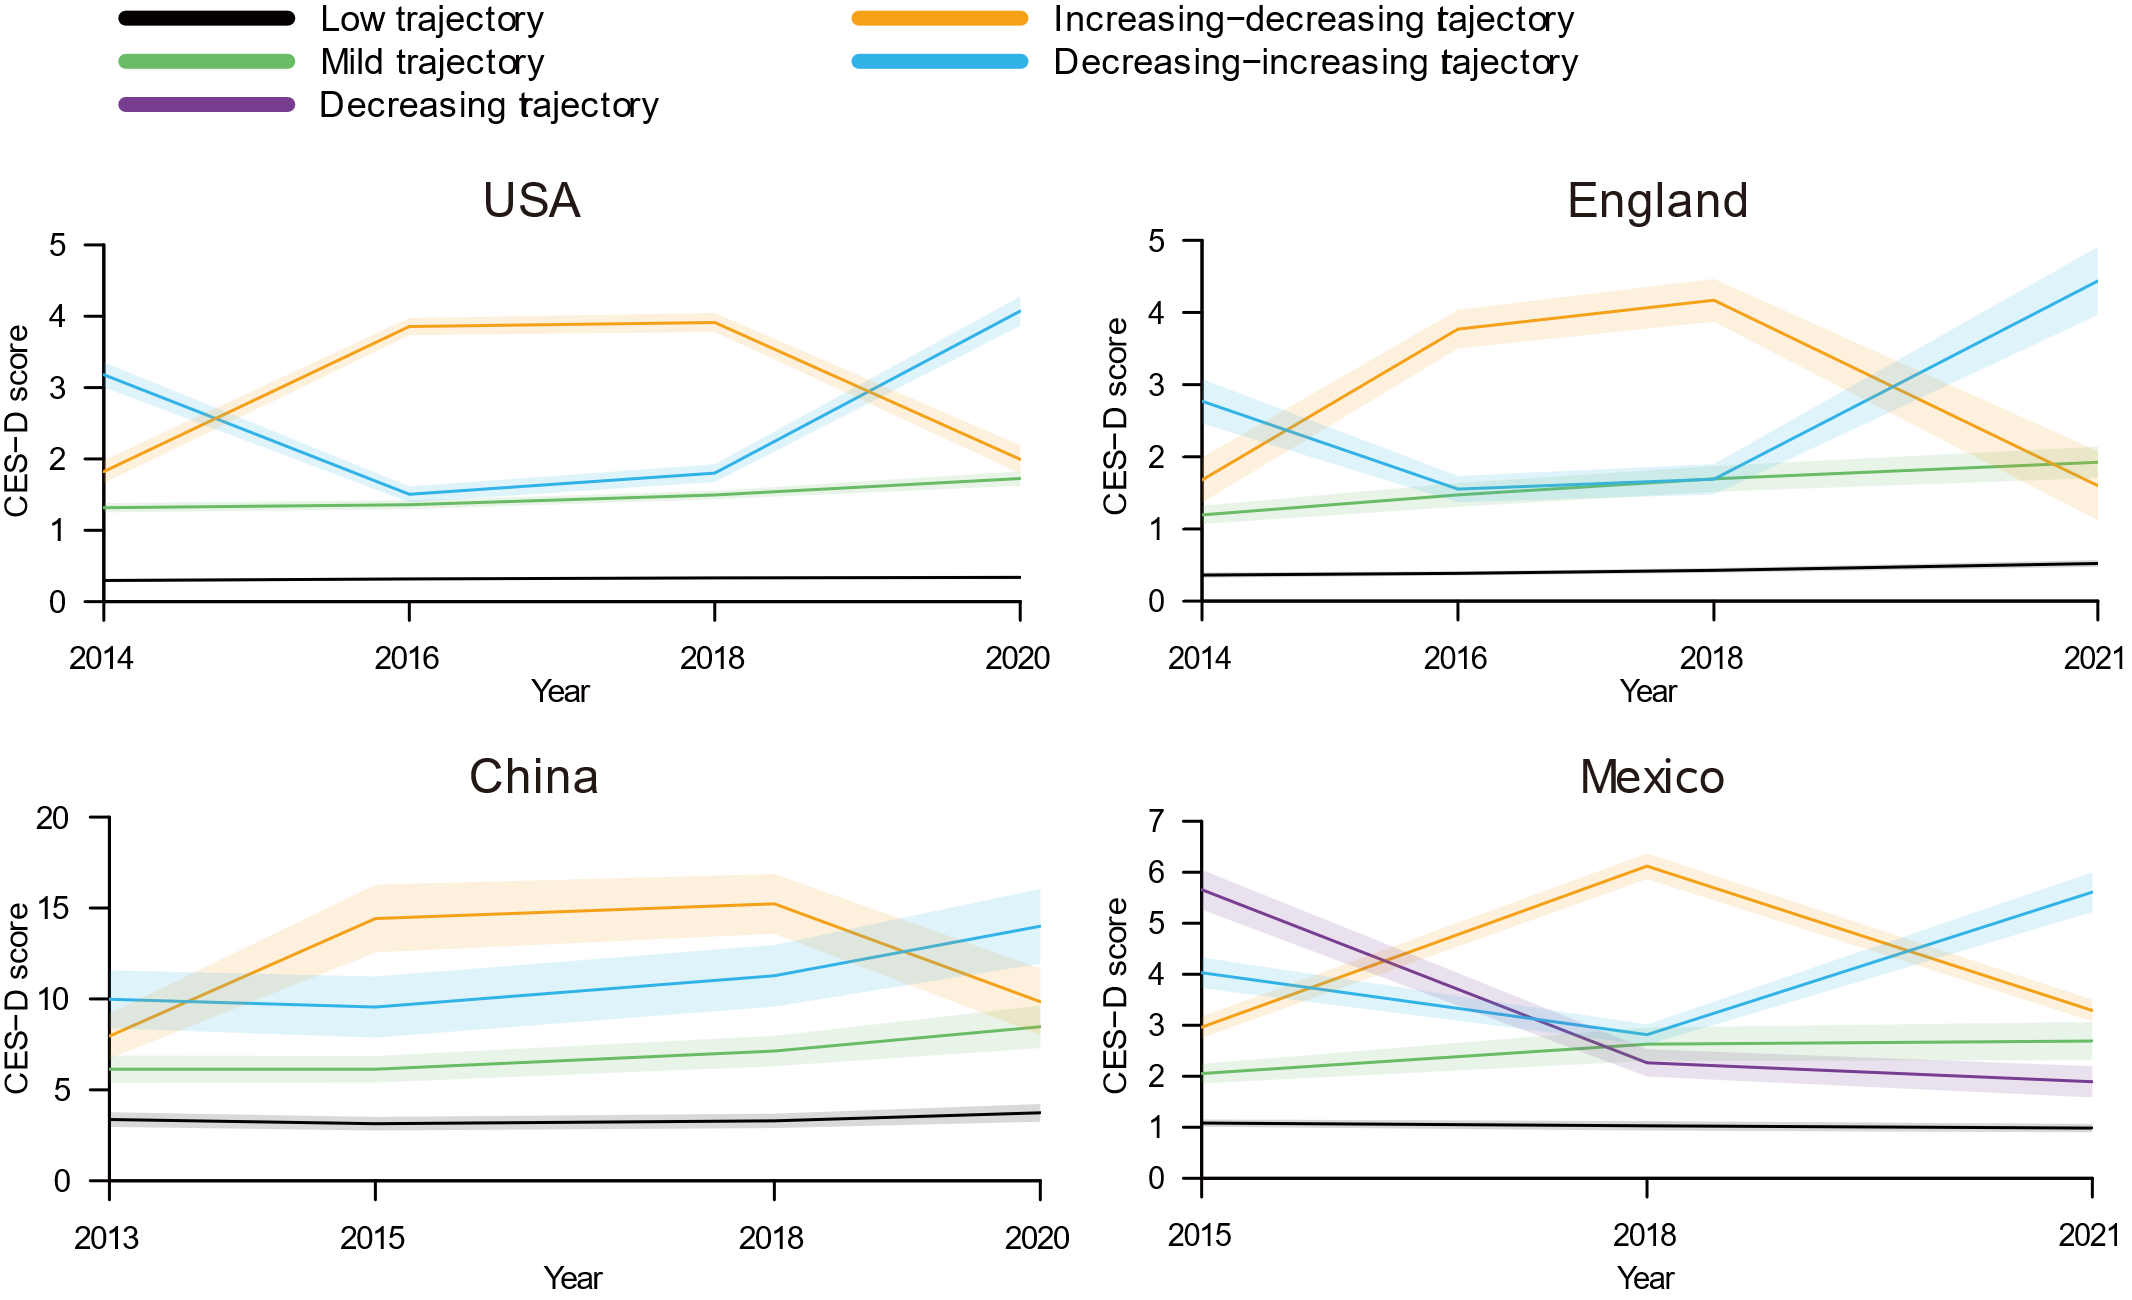 Low trajectory
Mild trajectory
Decreasing trajectory
Increasing−decreasing trajectory
Decreasing−increasing trajectory
USA
CES−D score
5
4
3
2
1
0
2014 2016 2018 2020
Year
England
CES−D score
5
4
3
2
1
0
2014 2016 2018 2021
Year
China
CES−D score
20
15
10
5
0
2013 2015 2018 2020
Year
Mexico
CES−D score
7
6
5
4
3
2
1
0
2015 2018 2021
Year